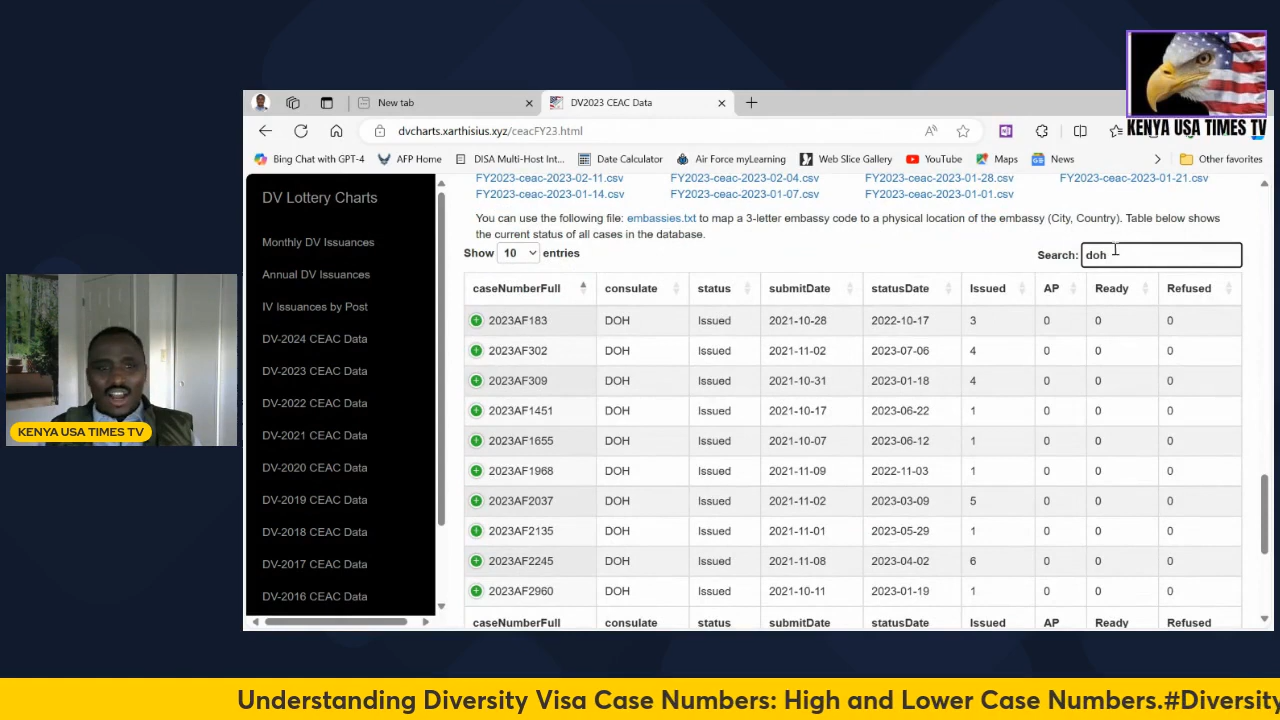 KENYA USA TIMES TV
New tab
DV2023 CEAC Data
dvcharts.xarthisius.xyz/ceacFY23.html
Bing Chat with GPT-4 AFP Home DISA Multi-Host Int... Date Calculator Air Force myLearning Web Slice Gallery YouTube Maps News Other favorites
DV Lottery Charts
Monthly DV Issuances
Annual DV Issuances
IV Issuances by Post
DV-2024 CEAC Data
DV-2023 CEAC Data
DV-2022 CEAC Data
DV-2021 CEAC Data
DV-2020 CEAC Data
DV-2019 CEAC Data
DV-2018 CEAC Data
DV-2017 CEAC Data
DV-2016 CEAC Data
FY2023-ceac-2023-02-11.csv FY2023-ceac-2023-02-04.csv FY2023-ceac-2023-01-28.csv FY2023-ceac-2023-01-21.csv
FY2023-ceac-2023-01-14.csv FY2023-ceac-2023-01-07.csv FY2023-ceac-2023-01-01.csv
You can use the following file: embassies.txt to map a 3-letter embassy code to a physical location of the embassy (City, Country). Table below shows
the current status of all cases in the database.
Show 10 entries Search: doh
caseNumberFull consulate status submitDate statusDate Issued AP Ready Refused
2023AF183 DOH Issued 2021-10-28 2022-10-17 3 0 0 0
2023AF302 DOH Issued 2021-11-02 2023-07-06 4 0 0 0
2023AF309 DOH Issued 2021-10-31 2023-01-18 4 0 0 0
2023AF1451 DOH Issued 2021-10-17 2023-06-22 1 0 0 0
2023AF1655 DOH Issued 2021-10-07 2023-06-12 1 0 0 0
2023AF1968 DOH Issued 2021-11-09 2022-11-03 1 0 0 0
2023AF2037 DOH Issued 2021-11-02 2023-03-09 5 0 0 0
2023AF2135 DOH Issued 2021-11-01 2023-05-29 1 0 0 0
2023AF2245 DOH Issued 2021-11-08 2023-04-02 6 0 0 0
2023AF2960 DOH Issued 2021-10-11 2023-01-19 1 0 0 0
caseNumberFull consulate status submitDate statusDate Issued AP Ready Refused
KENYA USA TIMES TV
Understanding Diversity Visa Case Numbers: High and Lower Case Numbers.#Diversity